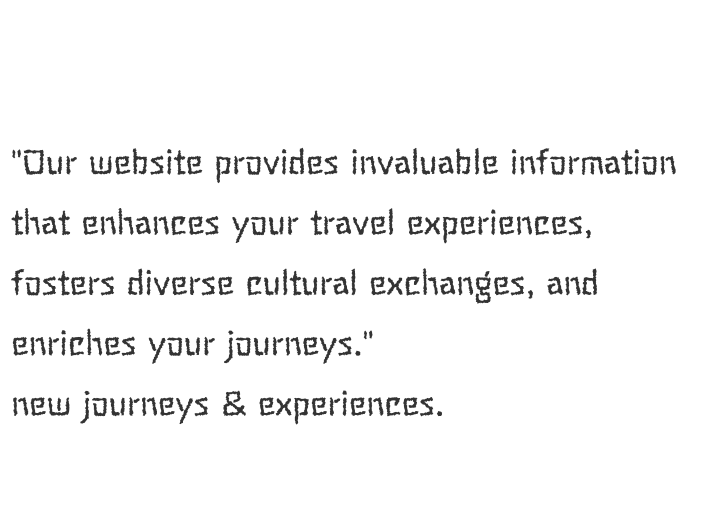 "Our website provides invaluable information
that enhances your travel experiences,
fosters diverse cultural exchanges, and
enriches your journeys."
new journeys & experiences.